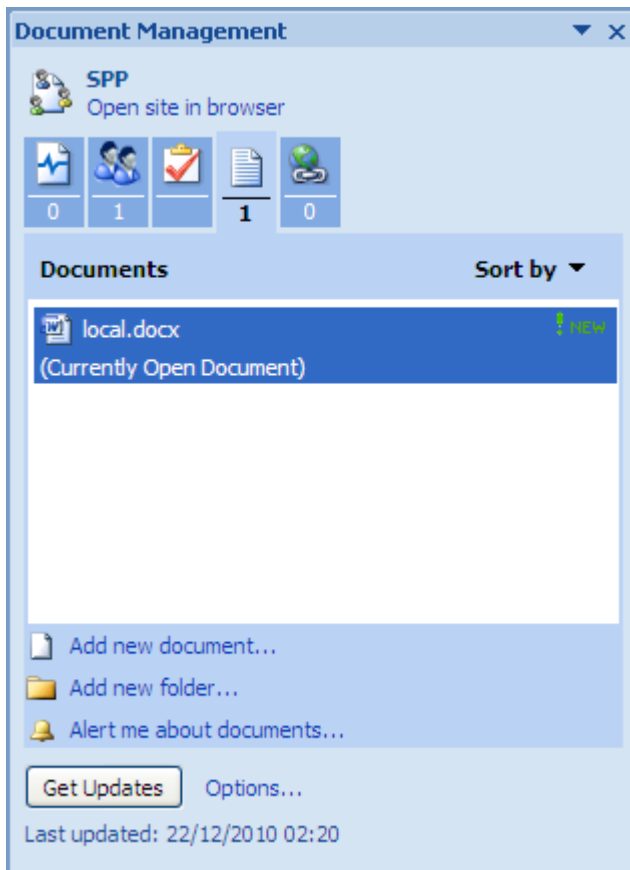 Document Management
SPP
Open site in browser
0 1 1 0
Documents Sort by
local.docx NEW
(Currently Open Document)
Add new document...
Add new folder...
Alert me about documents...
Get Updates Options...
Last updated: 22/12/2010 02:20